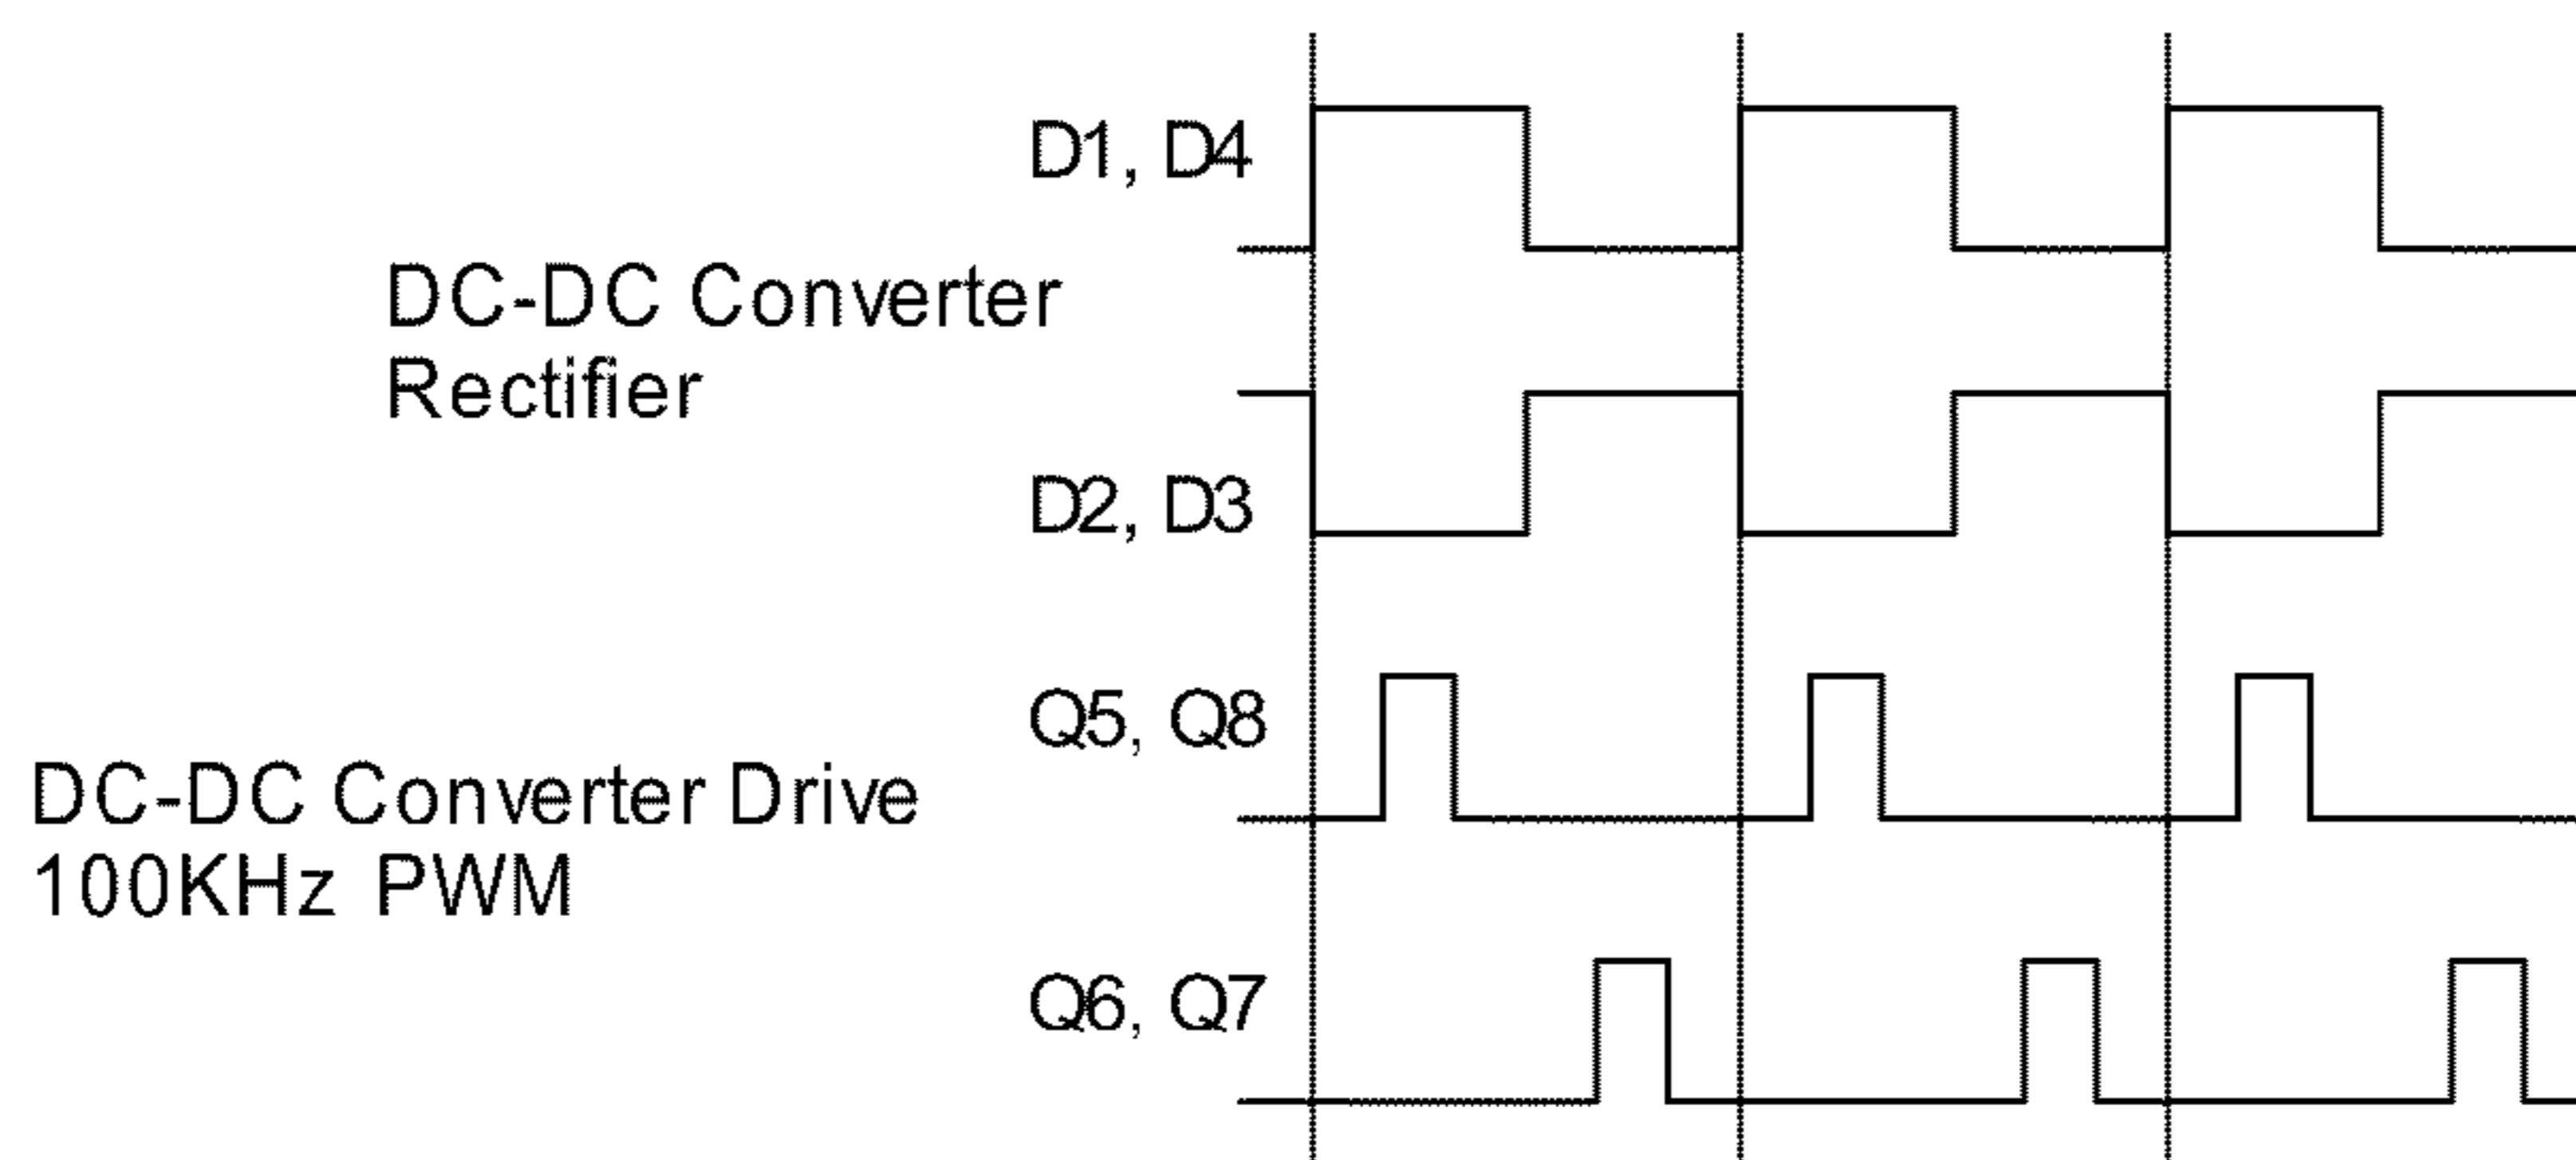 D1, D4
DC-DC Converter
Rectifier
D2, D3
Q5, Q8
DC-DC Converter Drive
100KHz PWM
Q6, Q7